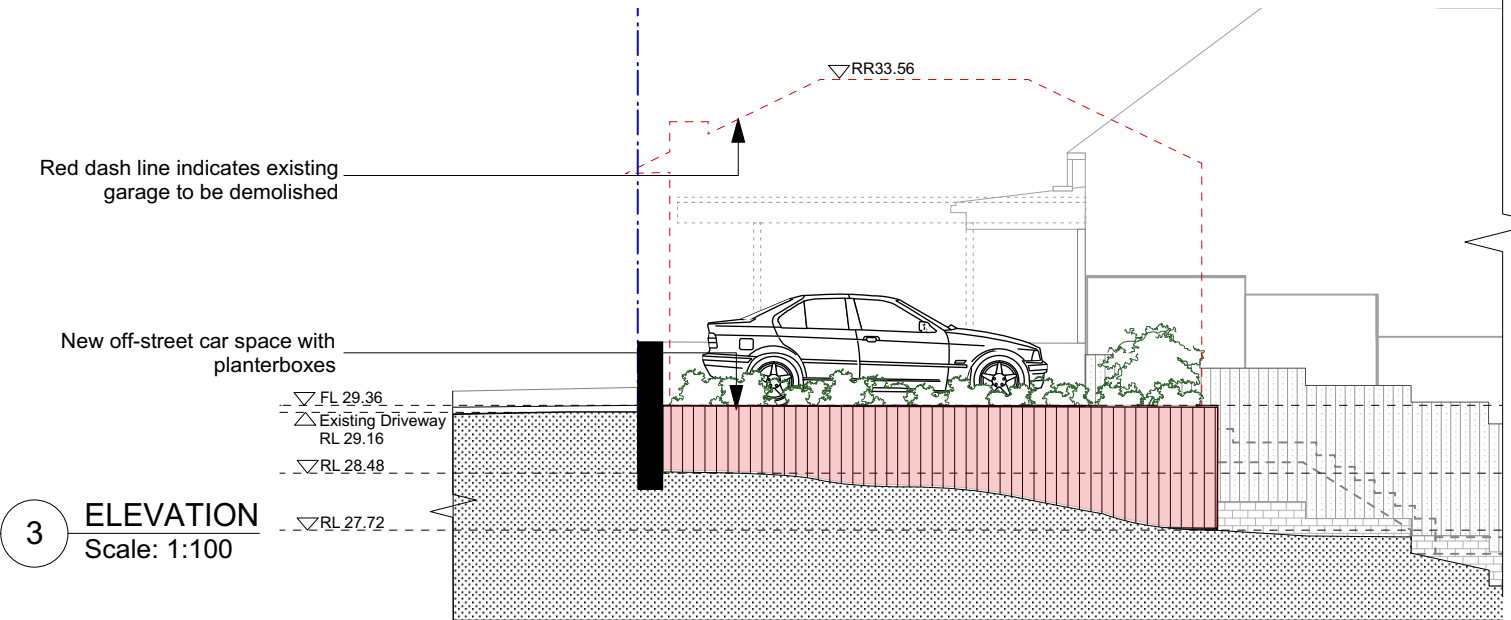 RR33.56
Red dash line indicates existing
garage to be demolished
New off-street car space with
planterboxes
FL 29.36
Existing Driveway
RL 29.16
RL 28.48
RL 27.72
3
ELEVATION
Scale: 1:100